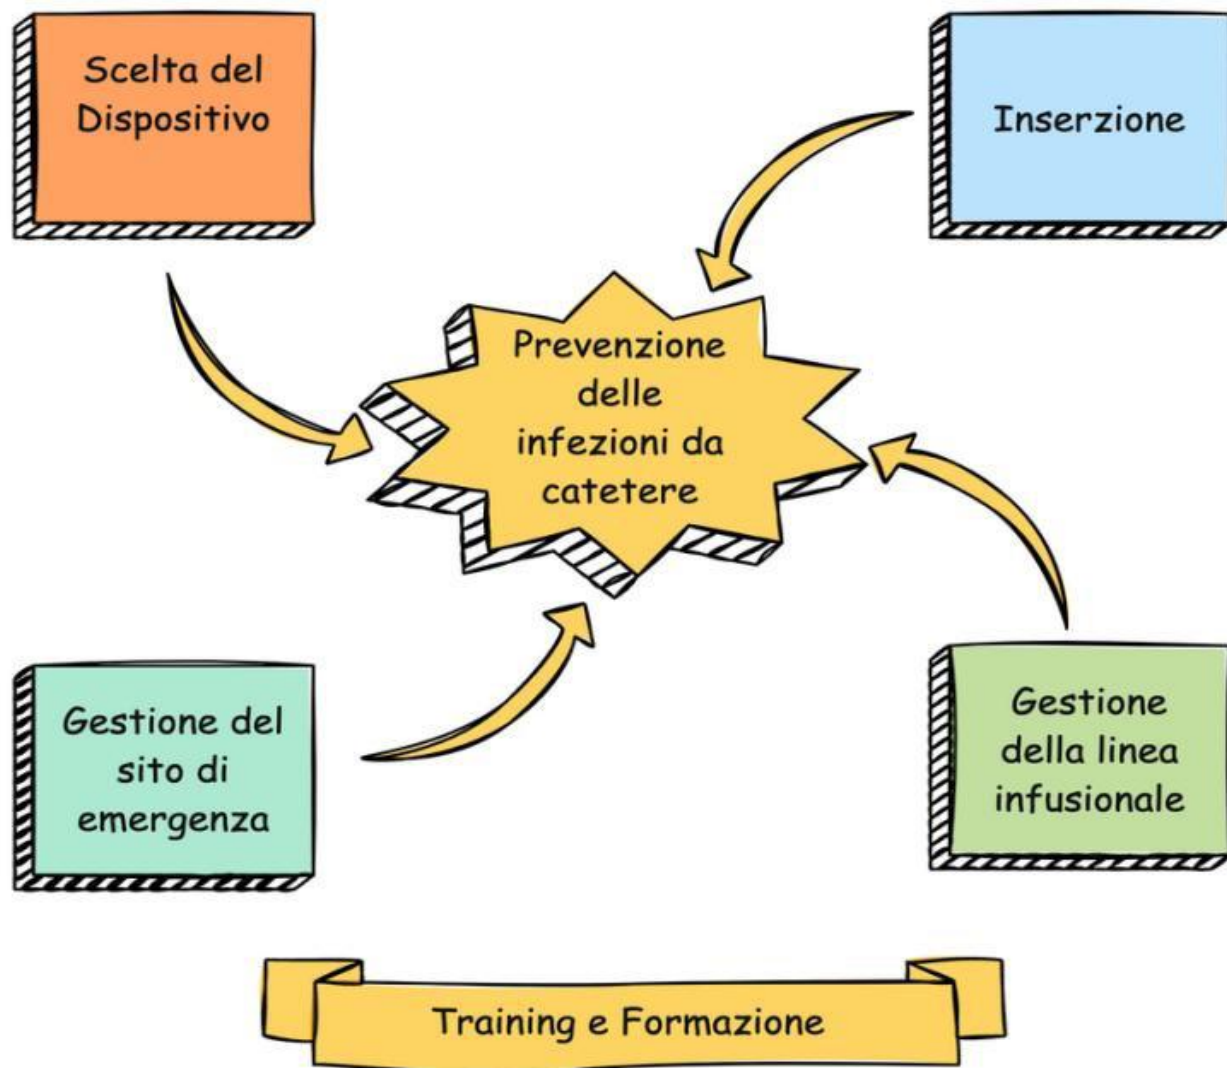 Scelta del
Dispositivo
Inserzione
Prevenzione
delle
infezioni da
catetere
Gestione del
sito di
emergenza
Gestione
della linea
infusionale
Training e Formazione